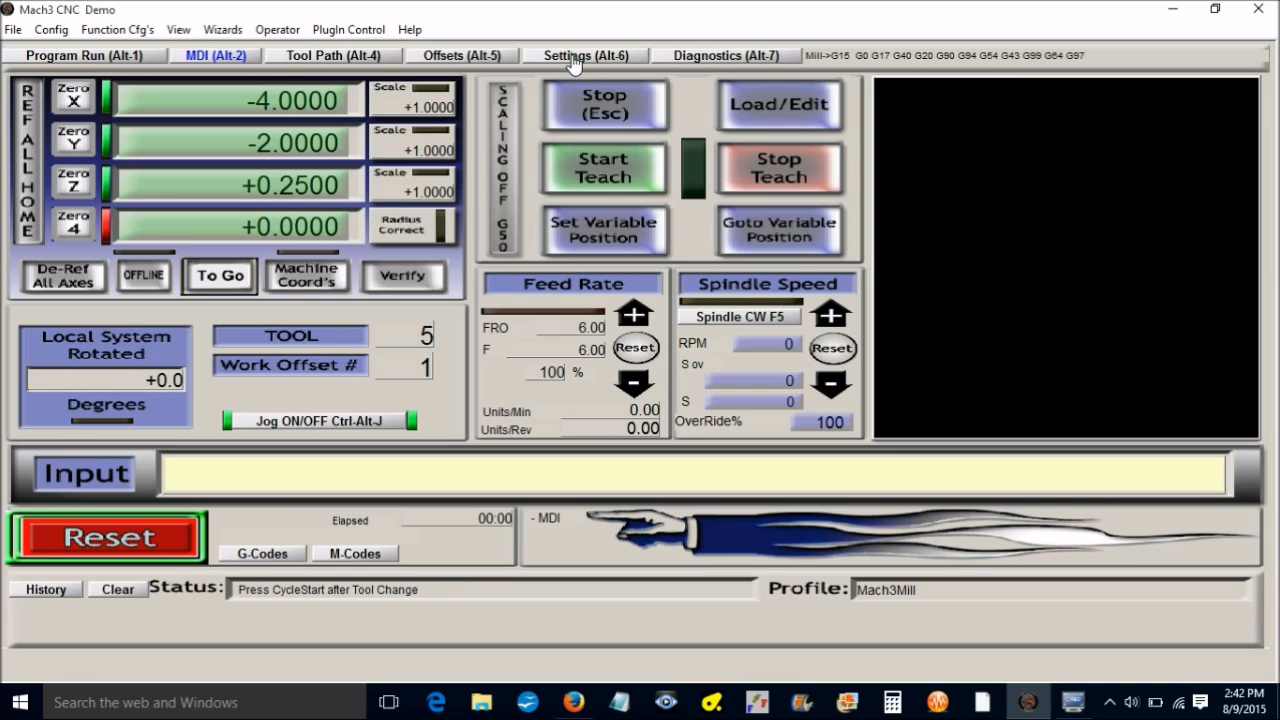 Mach3 CNC Demo
File Config Function Cfg's View Wizards Operator PlugIn Control Help
Program Run (Alt-1) MDI (Alt-2) Tool Path (Alt-4) Offsets (Alt-5) Settings (Alt-6) Diagnostics (Alt-7) Mill->G15 G0 G17 G40 G20 G90 G94 G54 G43 G99 G64 G97
REF ALL HOME
Zero X -4.0000 Scale +1.0000
Zero Y -2.0000 Scale +1.0000
Zero Z +0.2500 Scale +1.0000
Zero 4 +0.0000 Radius Correct
De-Ref All Axes OFFLINE To Go Machine Coord's Verify
SCALING OFF G50
Stop (Esc) Load/Edit
Start Teach Stop Teach
Set Variable Position Goto Variable Position
Local System Rotated
+0.0
Degrees
TOOL 5
Work Offset # 1
Jog ON/OFF Ctrl-Alt-J
Feed Rate
FRO 6.00
F 6.00
Reset
100 %
Units/Min 0.00
Units/Rev 0.00
Spindle Speed
Spindle CW F5
RPM 0
Reset
S ov
0
S 0
OverRide% 100
Input
Reset
Elapsed 00:00
G-Codes M-Codes
- MDI
History Clear Status: Press CycleStart after Tool Change Profile: Mach3Mill
Search the web and Windows
2:42 PM
8/9/2015